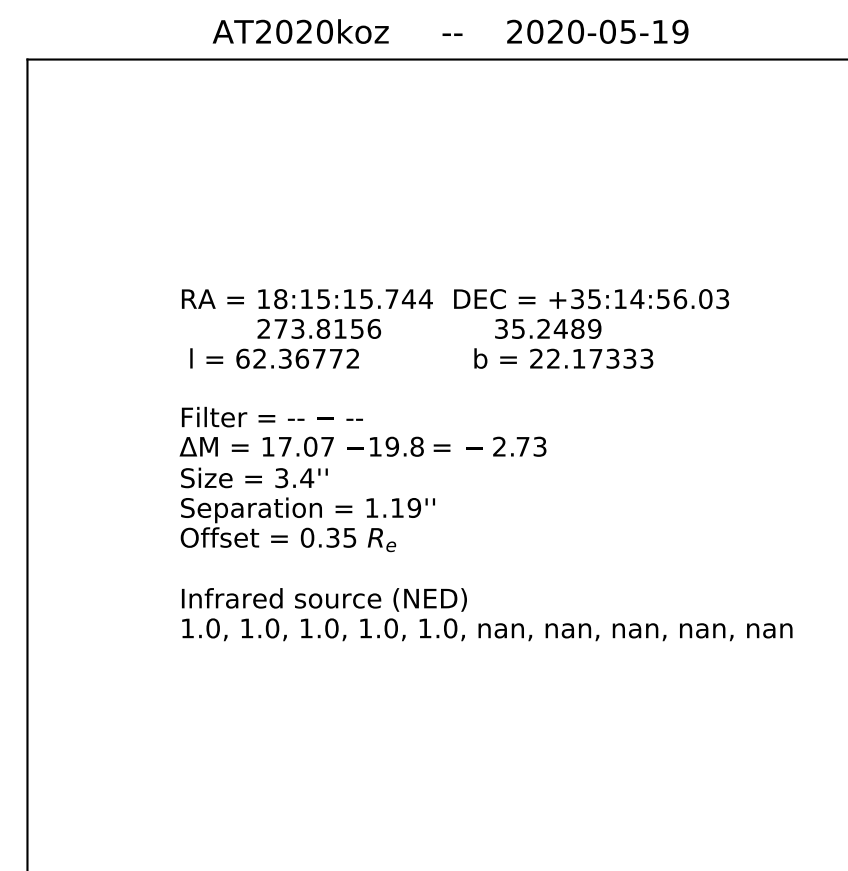 AT2020koz -- 2020-05-19
RA = 18:15:15.744 DEC = +35:14:56.03
273.8156 35.2489
l = 62.36772 b = 22.17333
Filter = -- − --
ΔM = 17.07 −19.8 = − 2.73
Size = 3.4''
Separation = 1.19''
Offset = 0.35 Re
Infrared source (NED)
1.0, 1.0, 1.0, 1.0, 1.0, nan, nan, nan, nan, nan